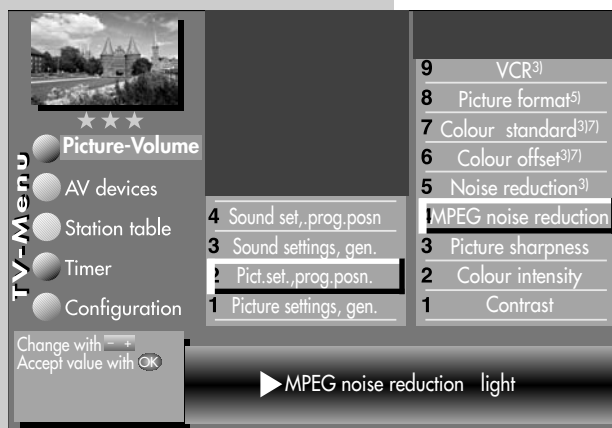 TV-Menu
Picture-Volume
AV devices
Station table
Timer
Configuration
4 Sound set,.prog.posn
3 Sound settings, gen.
2 Pict.set.,prog.posn.
1 Picture settings, gen.
9 VCR3)
8 Picture format5)
7 Colour standard3)7)
6 Colour offset3)7)
5 Noise reduction3)
4 MPEG noise reduction
3 Picture sharpness
2 Colour intensity
1 Contrast
Change with - +
Accept value with OK
MPEG noise reduction light